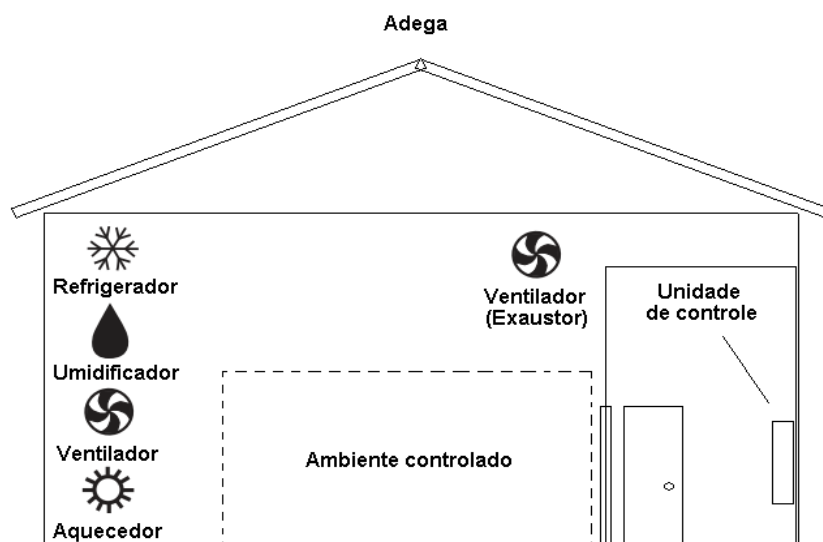 Adega
Refrigerador
Umidificador
Ventilador
Aquecedor
Ventilador
(Exaustor)
Unidade
de controle
Ambiente controlado